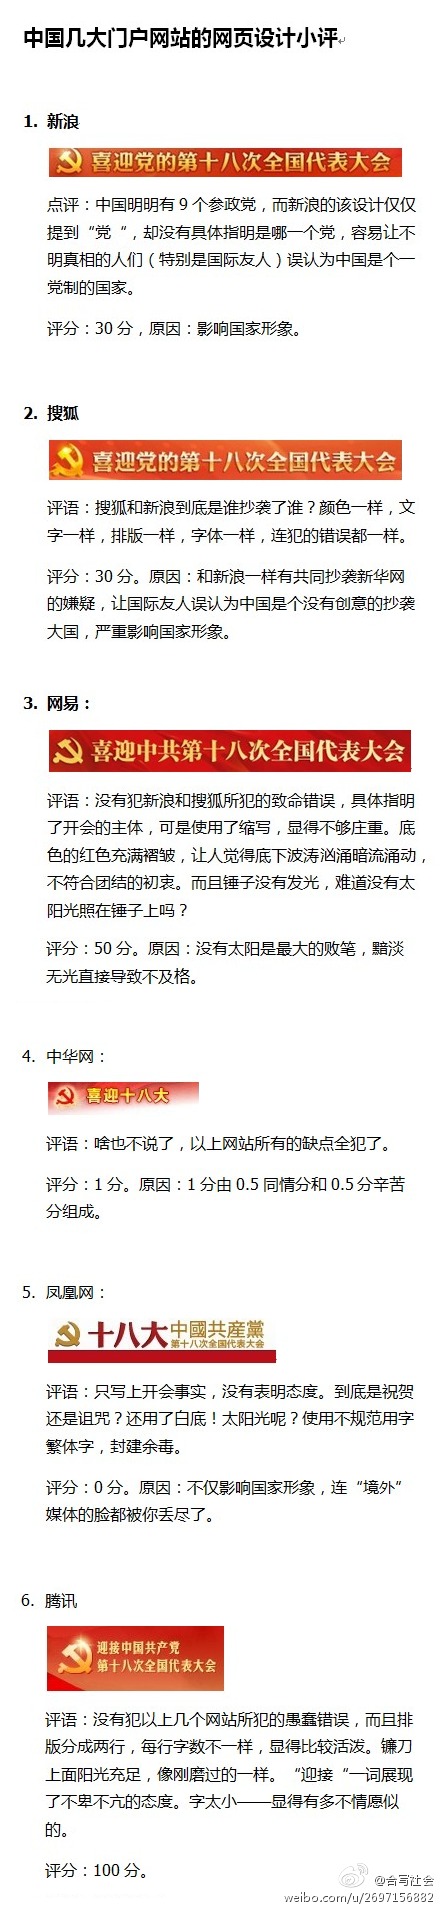 中国几大门户网站的网页设计小评
1. 新浪
喜迎党的第十八次全国代表大会
点评：中国明明有 9 个参政党，而新浪的该设计仅仅
提到“党“，却没有具体指明是哪一个党，容易让不
明真相的人们（特别是国际友人）误认为中国是个一
党制的国家。
评分：30 分，原因：影响国家形象。
2. 搜狐
喜迎党的第十八次全国代表大会
评语：搜狐和新浪到底是谁抄袭了谁？颜色一样，文
字一样，排版一样，字体一样，连犯的错误都一样。
评分：30 分。原因：和新浪一样有共同抄袭新华网
的嫌疑，让国际友人误认为中国是个没有创意的抄袭
大国，严重影响国家形象。
3. 网易：
喜迎中共第十八次全国代表大会
评语：没有犯新浪和搜狐所犯的致命错误，具体指明
了开会的主体，可是使用了缩写，显得不够庄重。底
色的红色充满褶皱，让人觉得底下波涛汹涌暗流涌动，
不符合团结的初衷。而且锤子没有发光，难道没有太
阳光照在锤子上吗？
评分：50 分。原因：没有太阳是最大的败笔，黯淡
无光直接导致不及格。
4. 中华网：
喜迎十八大
评语：啥也不说了，以上网站所有的缺点全犯了。
评分：1 分。原因：1 分由 0.5 同情分和 0.5 分辛苦
分组成。
5. 凤凰网：
十八大 中國共産黨
第十八次全国代表大会
评语：只写上开会事实，没有表明态度。到底是祝贺
还是诅咒？还用了白底！太阳光呢？使用不规范用字
繁体字，封建余毒。
评分：0 分。原因：不仅影响国家形象，连“境外”
媒体的脸都被你丢尽了。
6. 腾讯
迎接中国共产党
第十八次全国代表大会
评语：没有犯以上几个网站所犯的愚蠢错误，而且排
版分成两行，每行字数不一样，显得比较活泼。镰刀
上面阳光充足，像刚磨过的一样。“迎接“一词展现
了不卑不亢的态度。字太小——显得有多不情愿似
的。
评分：100 分。
@合写社会
weibo.com/u/2697156882